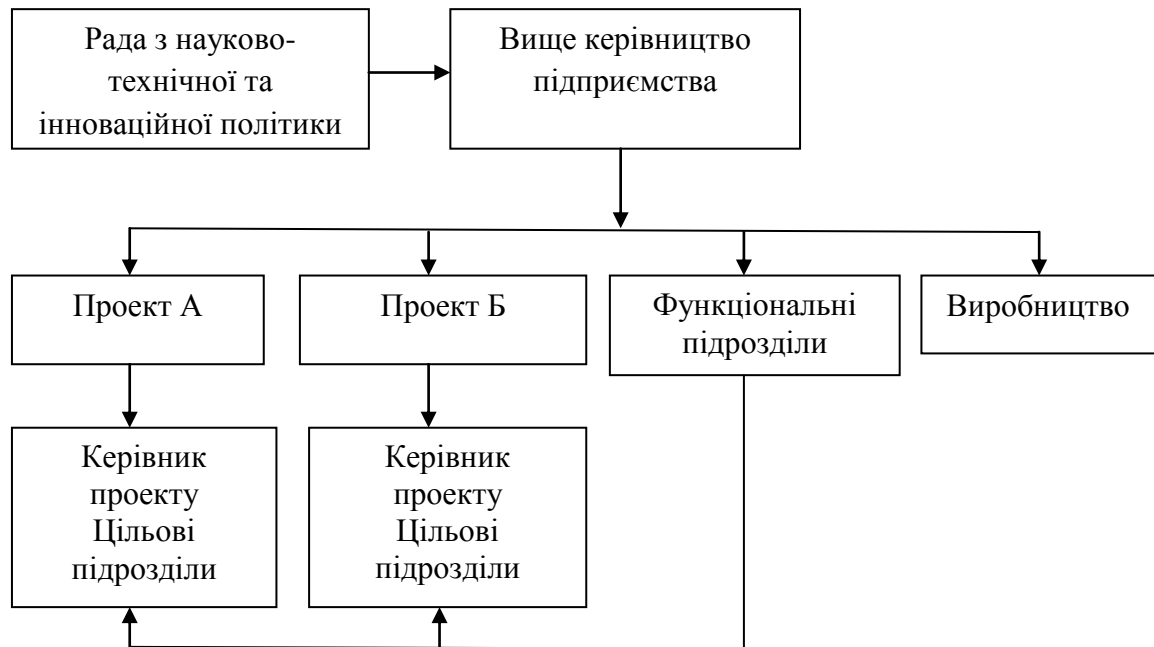 Рада з науково-
технічної та
інноваційної політики
Вище керівництво
підприємства
Проект А
Проект Б
Функціональні
підрозділи
Виробництво
Керівник
проекту
Цільові
підрозділи
Керівник
проекту
Цільові
підрозділи